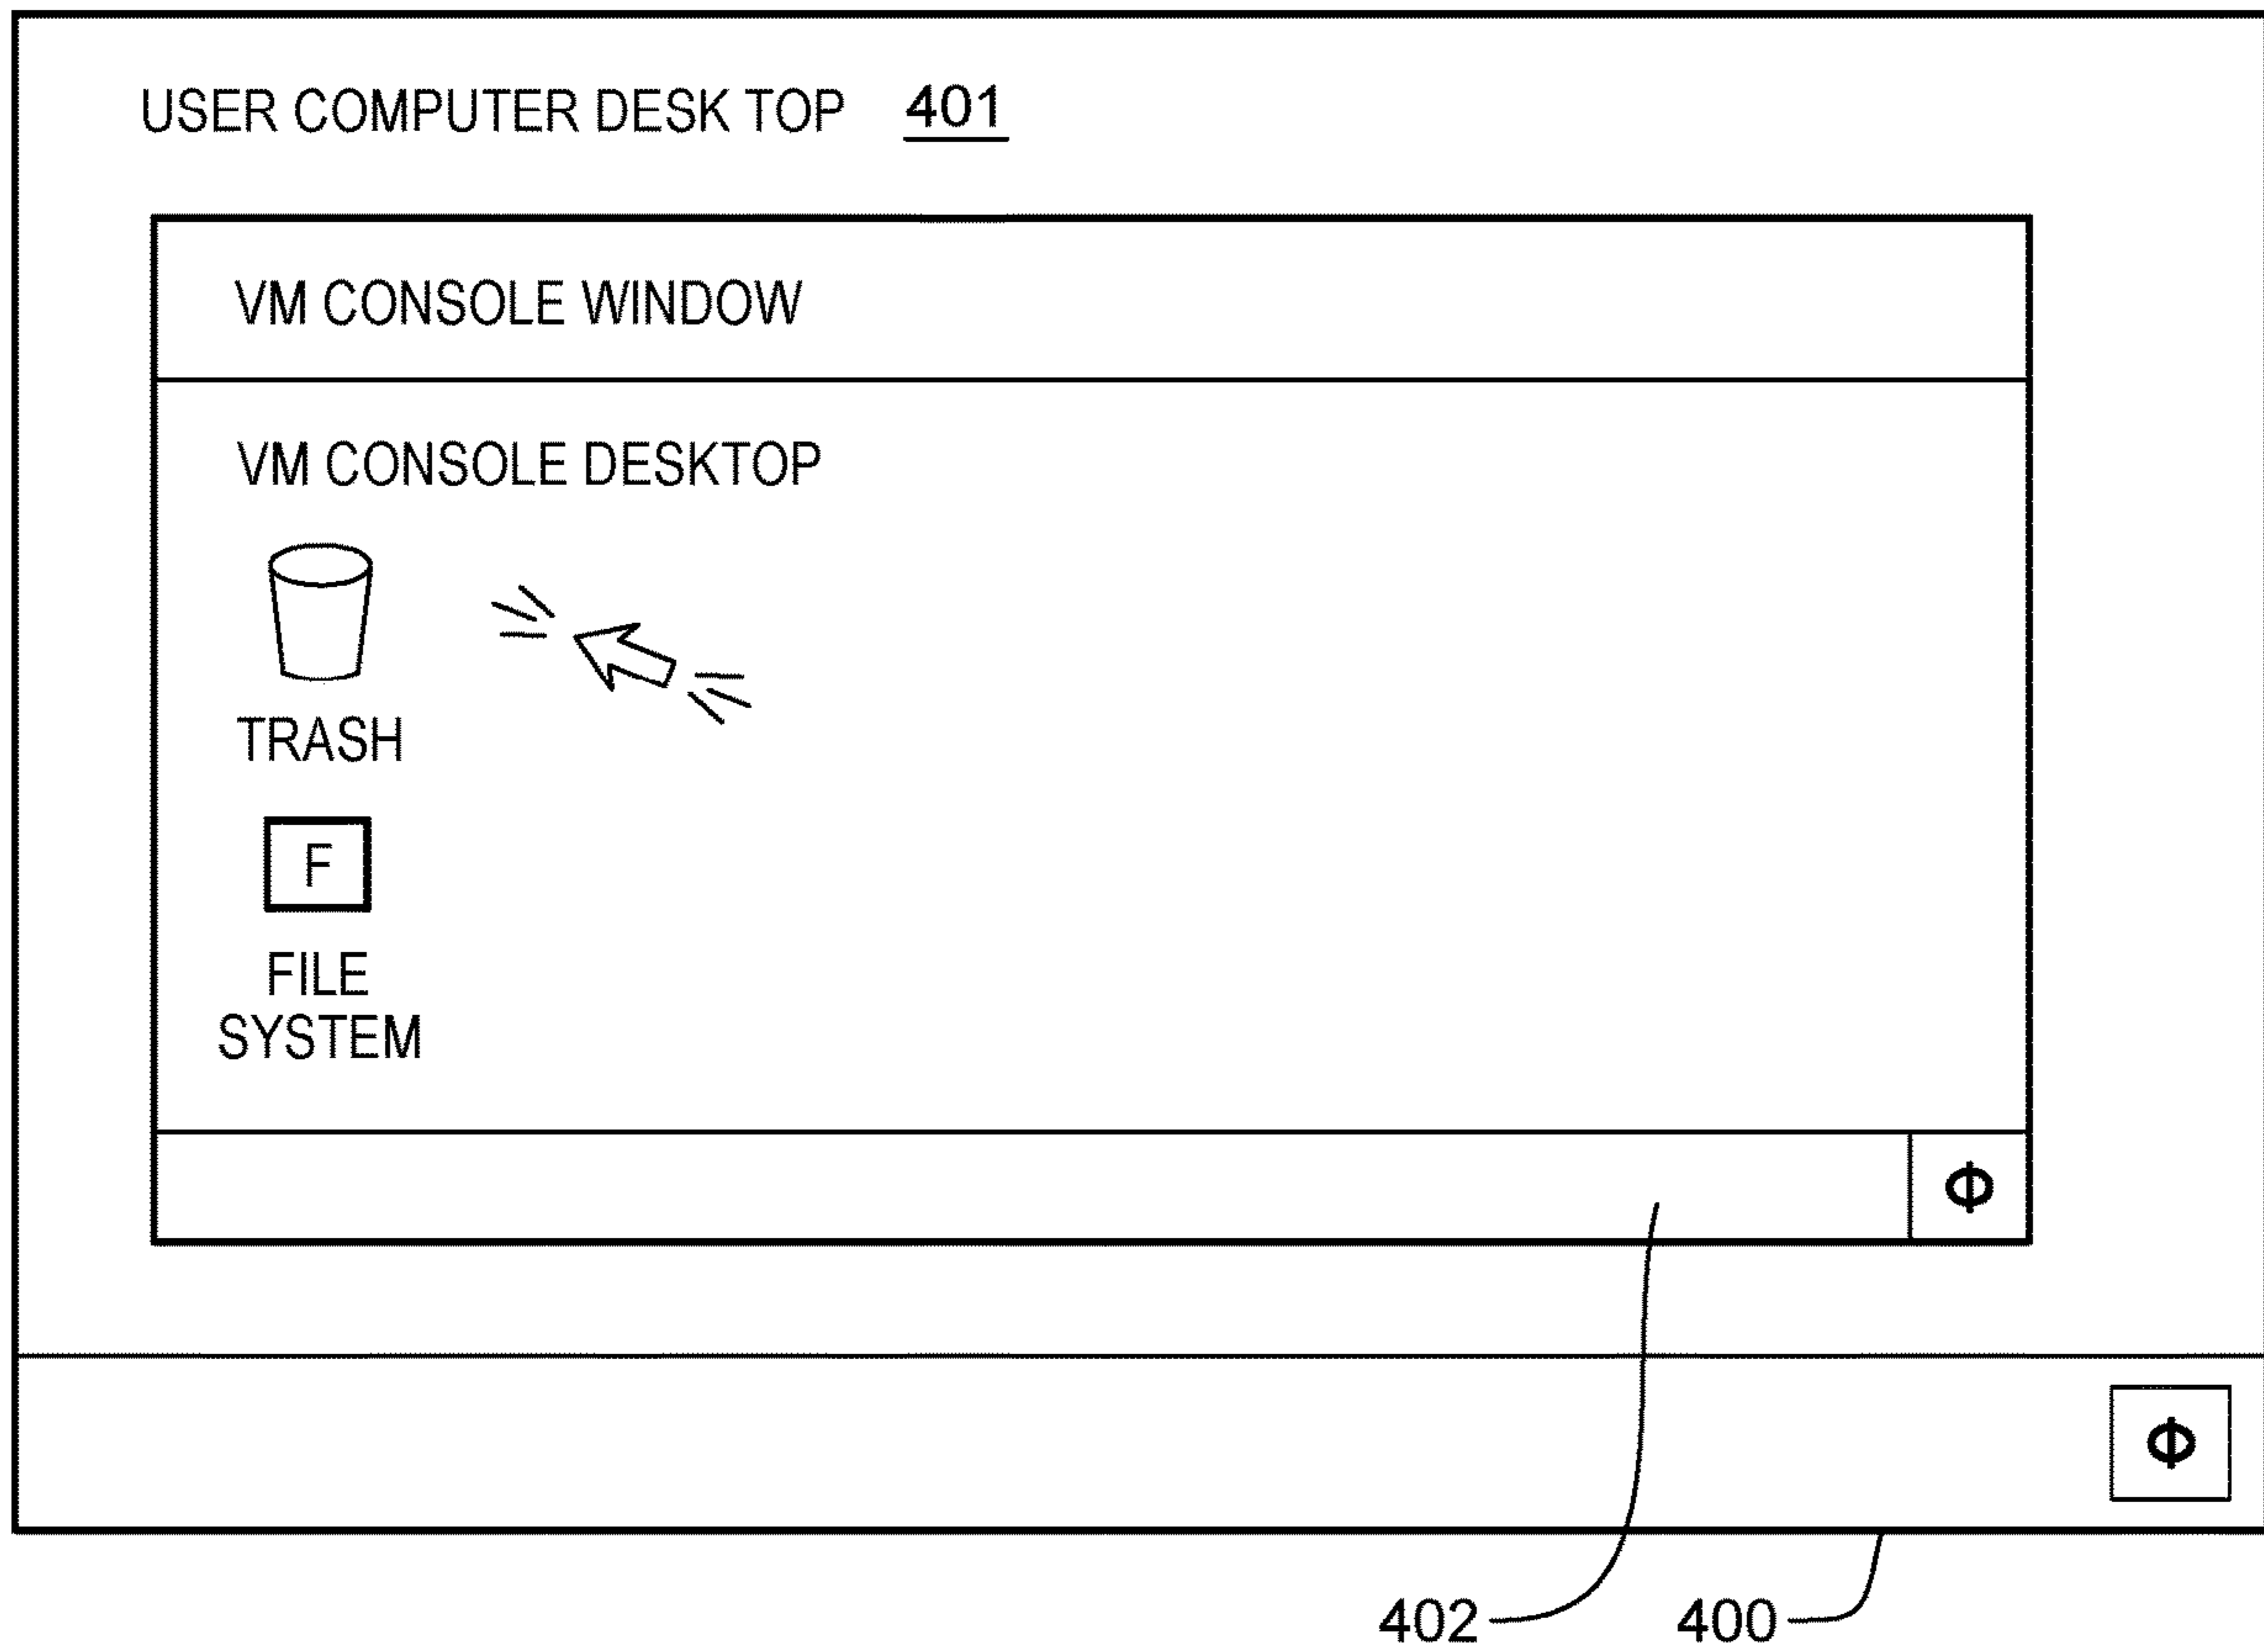 USER COMPUTER DESK TOP 401
VM CONSOLE WINDOW
VM CONSOLE DESKTOP
TRASH
F
FILE
SYSTEM
Φ
Φ
402 400